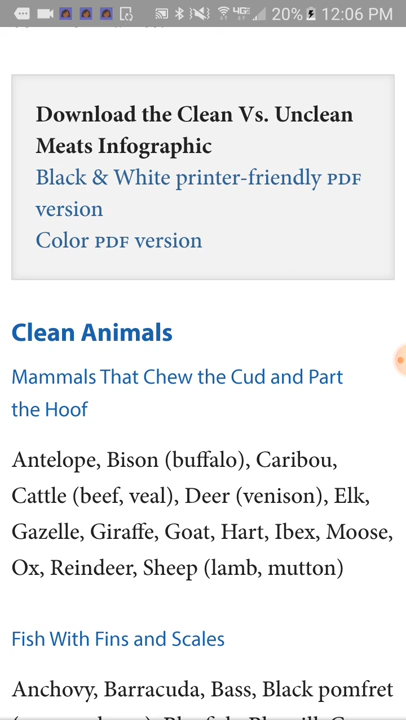 4G 20% 12:06 PM
Download the Clean Vs. Unclean
Meats Infographic
Black & White printer-friendly PDF
version
Color PDF version
Clean Animals
Mammals That Chew the Cud and Part
the Hoof
Antelope, Bison (buffalo), Caribou,
Cattle (beef, veal), Deer (venison), Elk,
Gazelle, Giraffe, Goat, Hart, Ibex, Moose,
Ox, Reindeer, Sheep (lamb, mutton)
Fish With Fins and Scales
Anchovy, Barracuda, Bass, Black pomfret